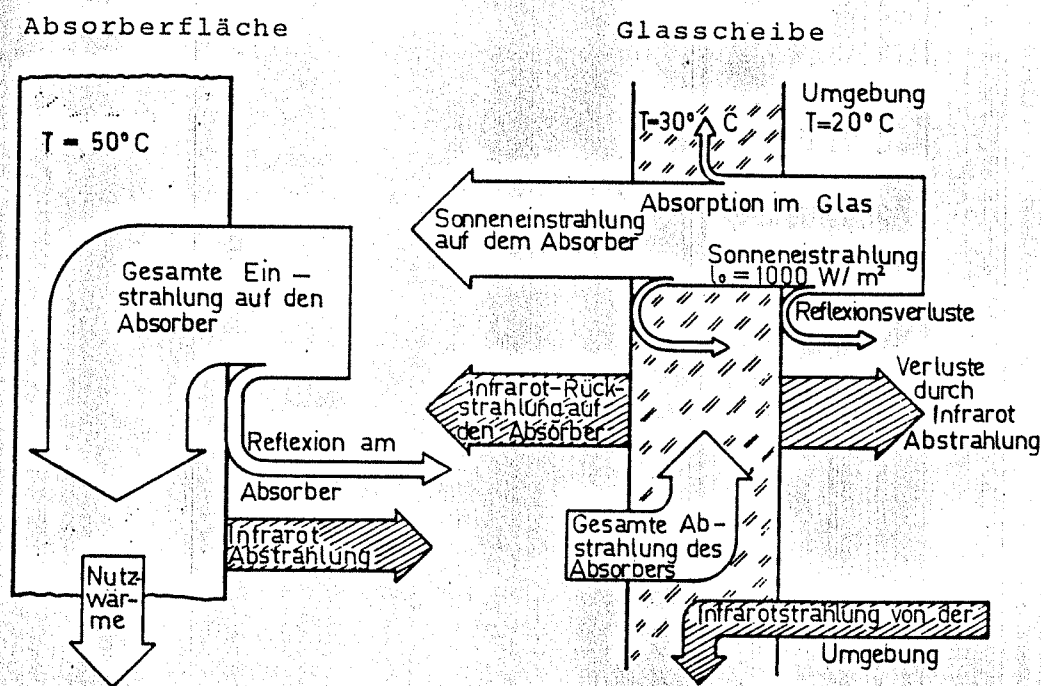 Absorberfläche
Glasscheibe
T = 50°C
T=30° C
Umgebung
T=20°C
Absorption im Glas
Sonneneinstrahlung
auf dem Absorber
Sonneneistrahlung
I₀ = 1000 W/m²
Reflexionsverluste
Gesamte Ein –
strahlung auf den
Absorber
Infrarot-Rück-
strahlung auf
den Absorber
Verluste
durch
Infrarot
Abstrahlung
Reflexion am
Absorber
Infrarot
Abstrahlung
Gesamte Ab-
strahlung des
Absorbers
Nutz-
wär-
me
Infrarotstrahlung von der
Umgebung